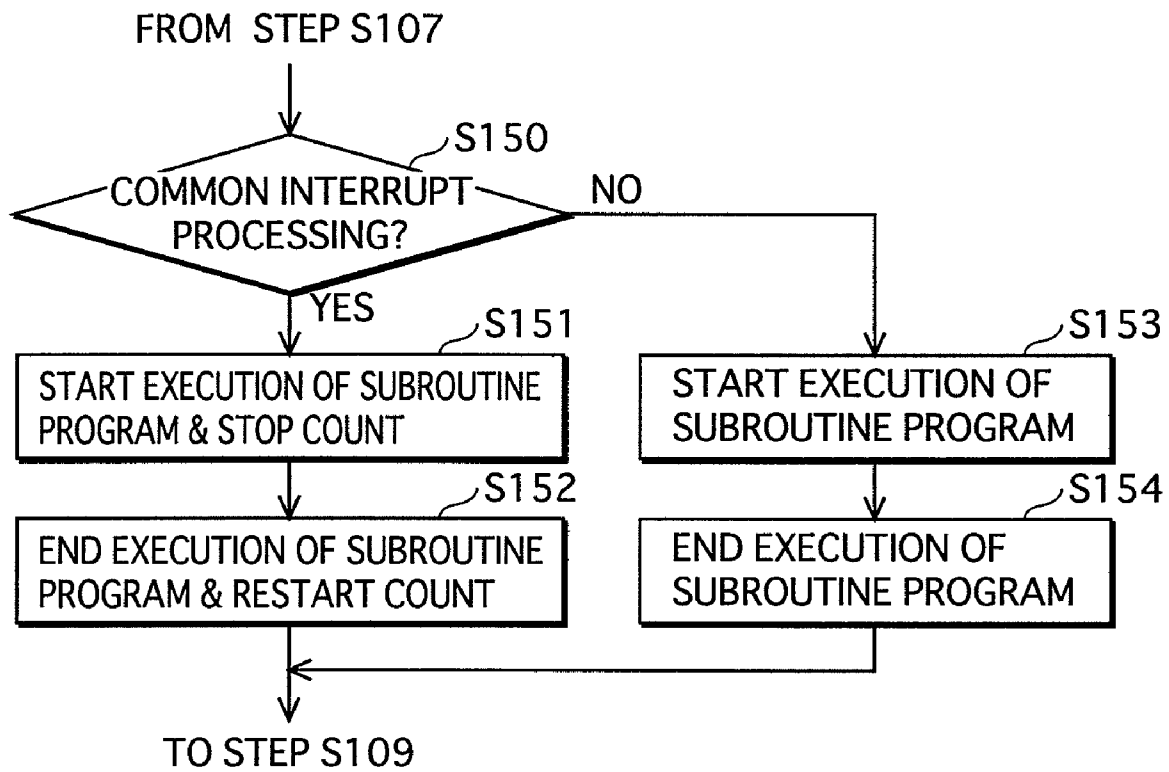 FROM STEP S107
S150
COMMON INTERRUPT
PROCESSING?
NO
YES
S151
START EXECUTION OF SUBROUTINE
PROGRAM & STOP COUNT
S153
START EXECUTION OF
SUBROUTINE PROGRAM
S152
END EXECUTION OF SUBROUTINE
PROGRAM & RESTART COUNT
S154
END EXECUTION OF
SUBROUTINE PROGRAM
TO STEP S109